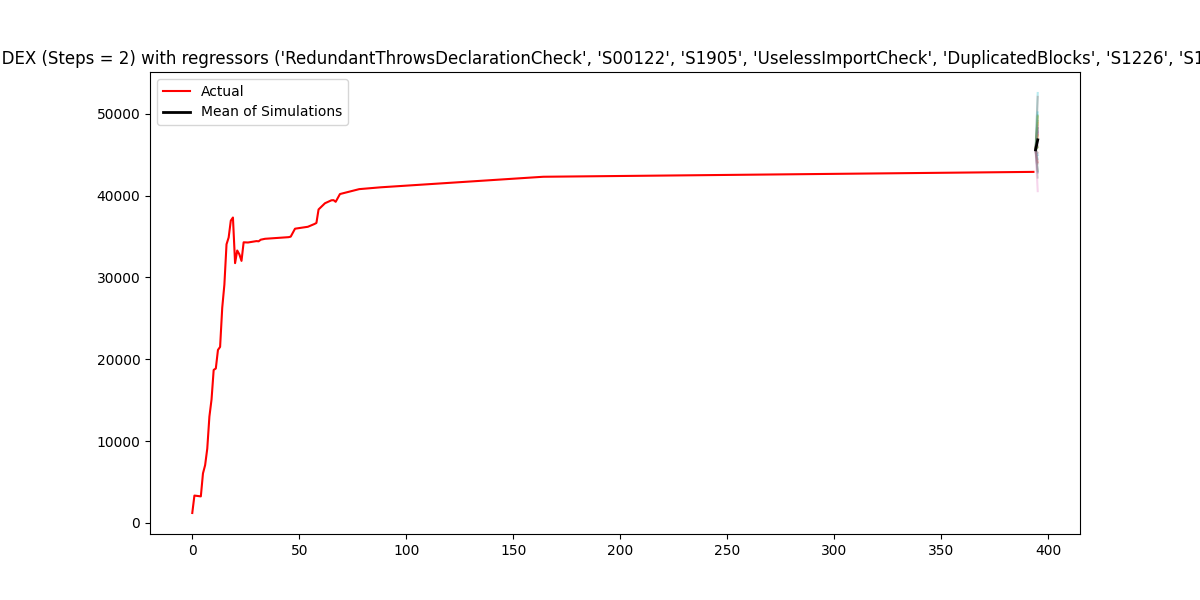 DEX (Steps = 2) with regressors ('RedundantThrowsDeclarationCheck', 'S00122', 'S1905', 'UselessImportCheck', 'DuplicatedBlocks', 'S1226', 'S1
Actual
Mean of Simulations
50000
40000
30000
20000
10000
0
0 50 100 150 200 250 300 350 400